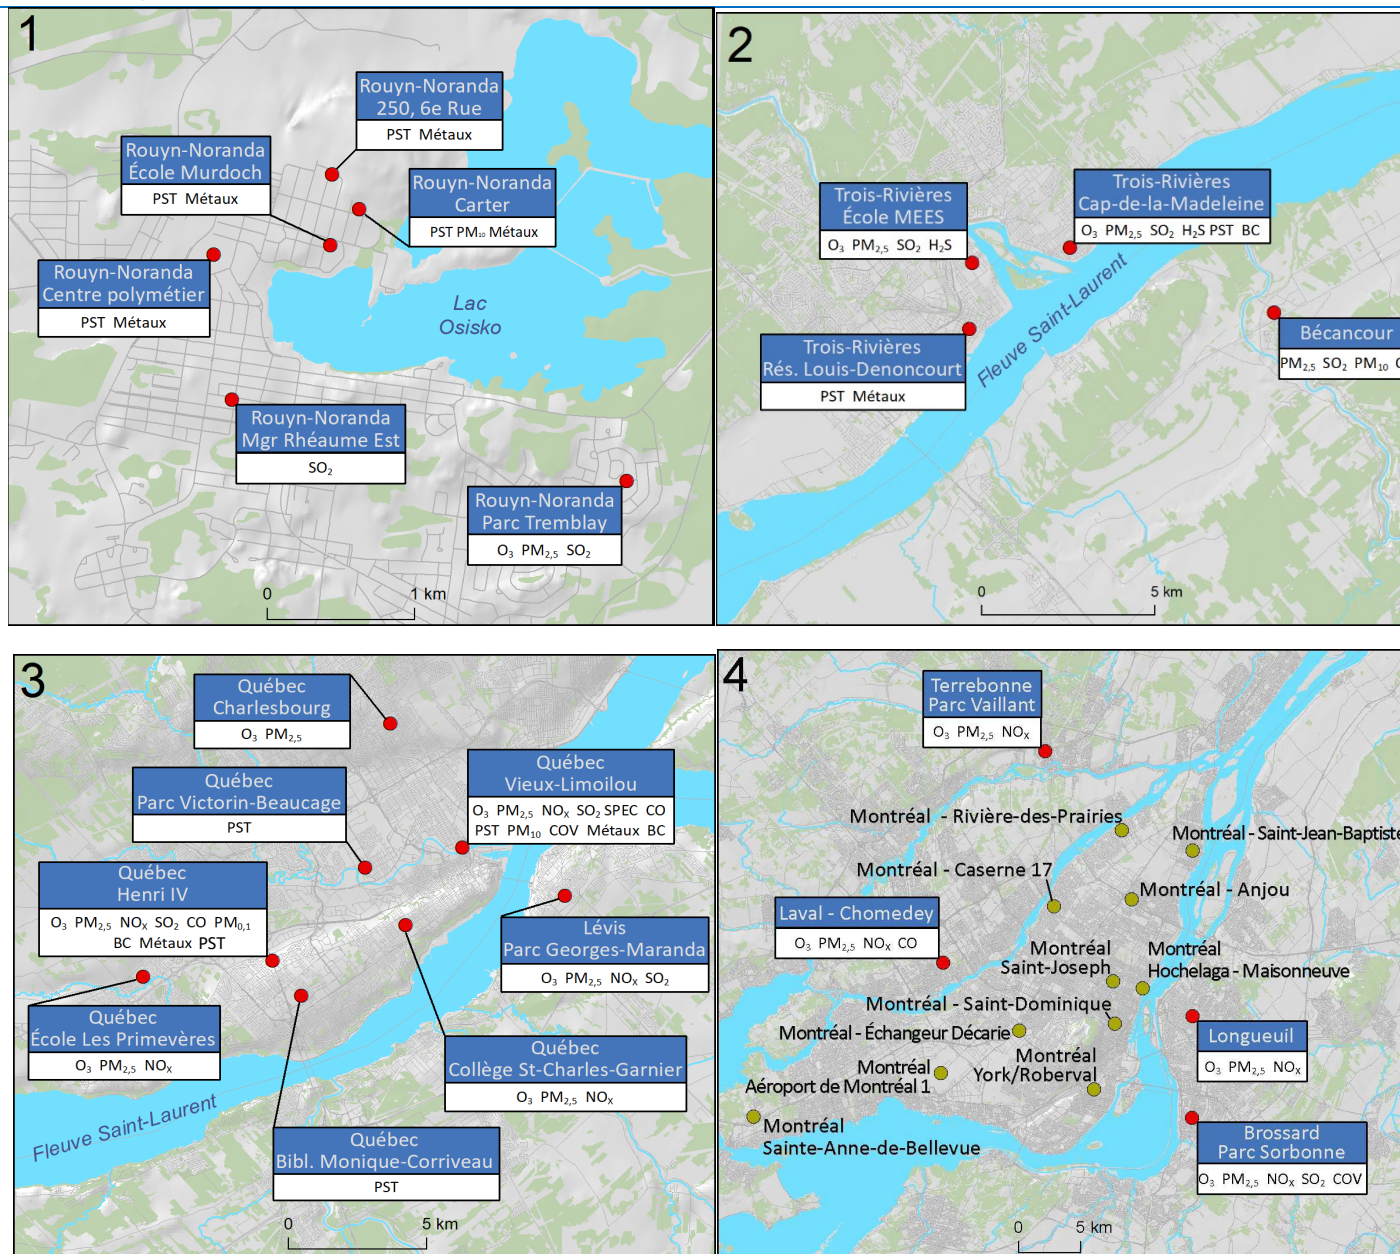 1
Rouyn-Noranda
250, 6e Rue
PST Métaux
Rouyn-Noranda
École Murdoch
PST Métaux
Rouyn-Noranda
Carter
PST PM₁₀ Métaux
Rouyn-Noranda
Centre polymétier
PST Métaux
Lac
Osisko
Rouyn-Noranda
Mgr Rhéaume Est
SO₂
Rouyn-Noranda
Parc Tremblay
O₃ PM₂,₅ SO₂
0 1 km
2
Trois-Rivières
École MEES
O₃ PM₂,₅ SO₂ H₂S
Trois-Rivières
Cap-de-la-Madeleine
O₃ PM₂,₅ SO₂ H₂S PST BC
Fleuve Saint-Laurent
Trois-Rivières
Rés. Louis-Denoncourt
PST Métaux
Bécancour
PM₂,₅ SO₂ PM₁₀
0 5 km
3
Québec
Charlesbourg
O₃ PM₂,₅
Québec
Parc Victorin-Beaucage
PST
Québec
Vieux-Limoilou
O₃ PM₂,₅ NOₓ SO₂ SPEC CO
PST PM₁₀ COV Métaux BC
Québec
Henri IV
O₃ PM₂,₅ NOₓ SO₂ CO PM₀,₁
BC Métaux PST
Lévis
Parc Georges-Maranda
O₃ PM₂,₅ NOₓ SO₂
Québec
École Les Primevères
O₃ PM₂,₅ NOₓ
Québec
Collège St-Charles-Garnier
O₃ PM₂,₅ NOₓ
Fleuve Saint-Laurent
Québec
Bibl. Monique-Corriveau
PST
0 5 km
4
Terrebonne
Parc Vaillant
O₃ PM₂,₅ NOₓ
Montréal - Rivière-des-Prairies
Montréal - Saint-Jean-Baptiste
Montréal - Caserne 17
Montréal - Anjou
Laval - Chomedey
O₃ PM₂,₅ NOₓ CO
Montréal
Saint-Joseph
Montréal
Hochelaga - Maisonneuve
Montréal - Saint-Dominique
Montréal - Échangeur Décarie
Longueuil
O₃ PM₂,₅ NOₓ
Montréal
Aéroport de Montréal 1
Montréal
York/Roberval
Montréal
Sainte-Anne-de-Bellevue
Brossard
Parc Sorbonne
O₃ PM₂,₅ NOₓ SO₂ COV
0 5 km